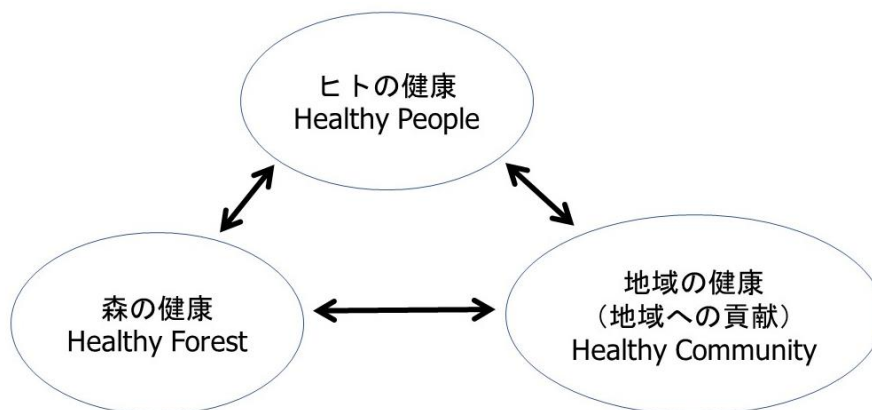 ヒトの健康
Healthy People
森の健康
Healthy Forest
地域の健康
（地域への貢献）
Healthy Community